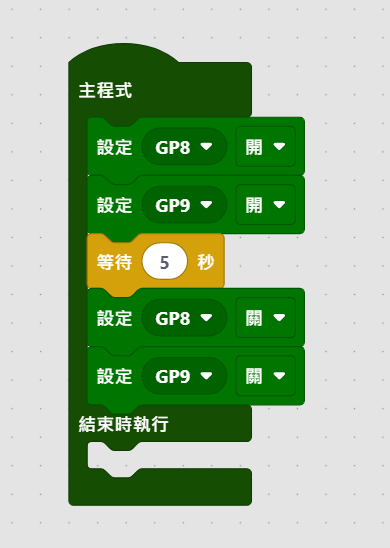 主程式
設定 GP8 開
設定 GP9 開
等待 5 秒
設定 GP8 關
設定 GP9 關
結束時執行